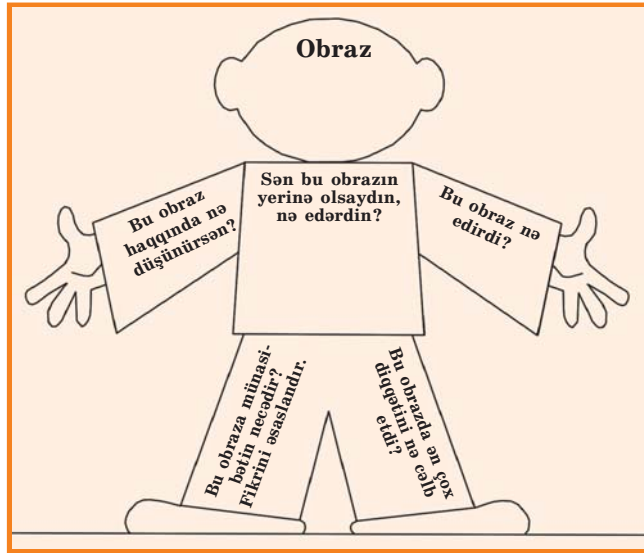 Obraz
Bu obraz
haqqında nə
düşünürsən?
Sən bu obrazın
yerinə olsaydın,
nə edərdin?
Bu obraz nə
edirdi?
Bu obraza münasi-
bətin necədir?
Fikrini əsaslandır.
Bu obrazda ən çox
diqqətini nə cəlb
etdi?